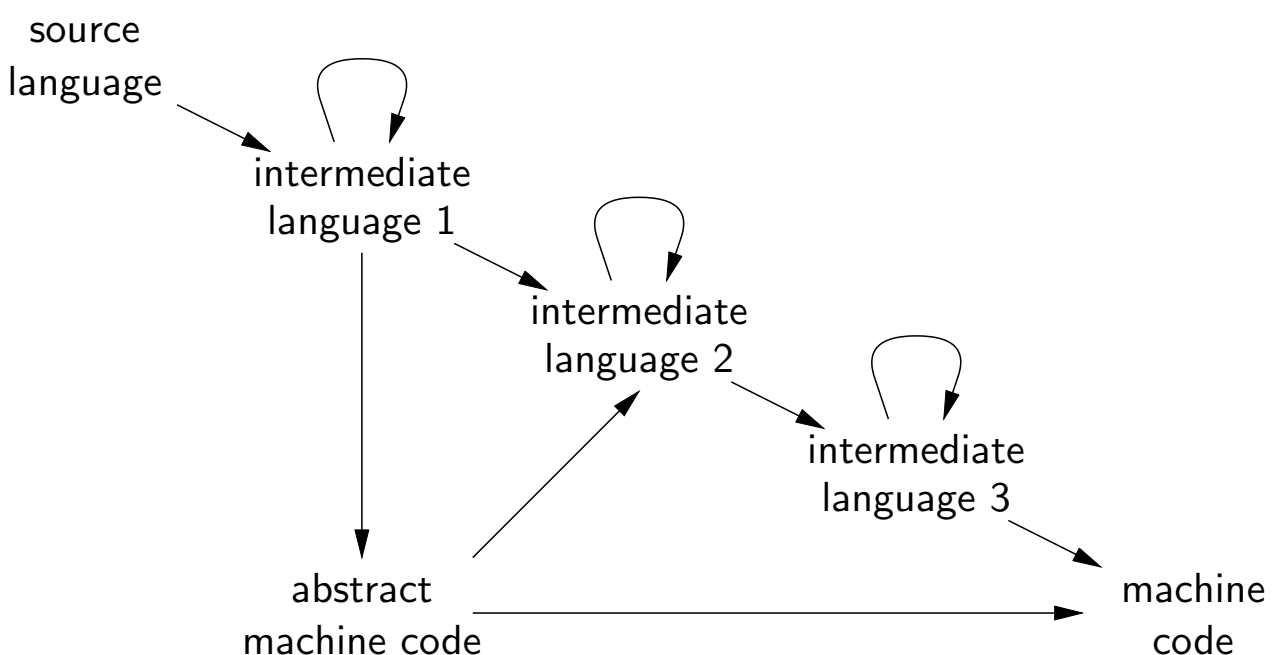 source
language
intermediate
language 1
intermediate
language 2
intermediate
language 3
abstract
machine code
machine
code